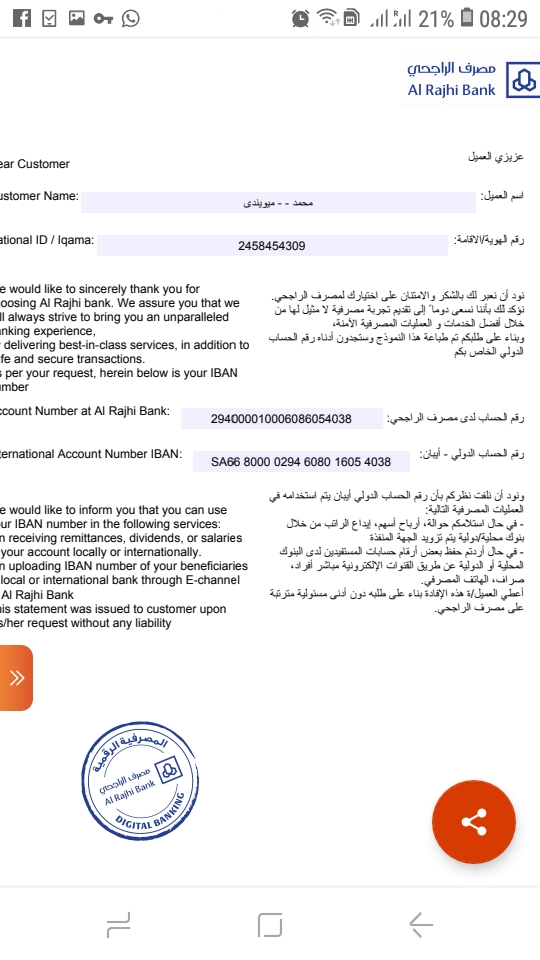 21% 08:29
مصرف الراجحي
Al Rajhi Bank
ear Customer
عزيزي العميل
ustomer Name:
محمد - - ميويندى
اسم العميل:
ational ID / Iqama:
2458454309
رقم الهوية/الاقامة:
e would like to sincerely thank you for
oosing Al Rajhi bank. We assure you that we
ll always strive to bring you an unparalleled
nking experience,
delivering best-in-class services, in addition to
fe and secure transactions.
s per your request, herein below is your IBAN
mber
نود أن نعبر لك بالشكر والامتنان على اختيارك لمصرف الراجحي.
نؤكد لك بأننا نسعى دوما ً إلى تقديم تجربة مصرفية لا مثيل لها من
خلال أفضل الخدمات و العمليات المصرفية الآمنة،
وبناء على طلبكم تم طباعة هذا النموذج وستجدون أدناه رقم الحساب
الدولي الخاص بكم
ccount Number at Al Rajhi Bank:
294000010006086054038
رقم الحساب لدى مصرف الراجحي:
ternational Account Number IBAN:
SA66 8000 0294 6080 1605 4038
رقم الحساب الدولي - أيبان:
e would like to inform you that you can use
ur IBAN number in the following services:
n receiving remittances, dividends, or salaries
your account locally or internationally.
n uploading IBAN number of your beneficiaries
local or international bank through E-channel
Al Rajhi Bank
his statement was issued to customer upon
s/her request without any liability
ونود أن نلفت نظركم بأن رقم الحساب الدولي أيبان يتم استخدامه في
العمليات المصرفية التالية:
- في حال استلامكم حوالة، أرباح أسهم، إيداع الراتب من خلال
بنوك محلية/دولية يتم تزويد الجهة المنفذة
- في حال أردتم حفظ بعض أرقام حسابات المستفيدين لدى البنوك
المحلية أو الدولية عن طريق القنوات الإلكترونية مباشر أفراد،
صراف، الهاتف المصرفي.
أعطي العميل/ة هذه الإفادة بناء على طلبه دون أدنى مسئولية مترتبة
على مصرف الراجحي.
المصرفية الرقمية
مصرف الراجحي
Al Rajhi Bank
DIGITAL BANKING